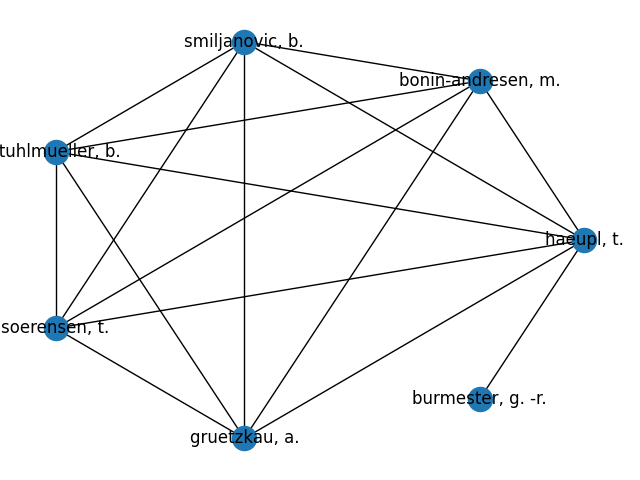 smiljanovic, b.
bonin-andresen, m.
tuhlmueller, b.
haeupl, t.
soerensen, t.
burmester, g. -r.
gruetzkau, a.